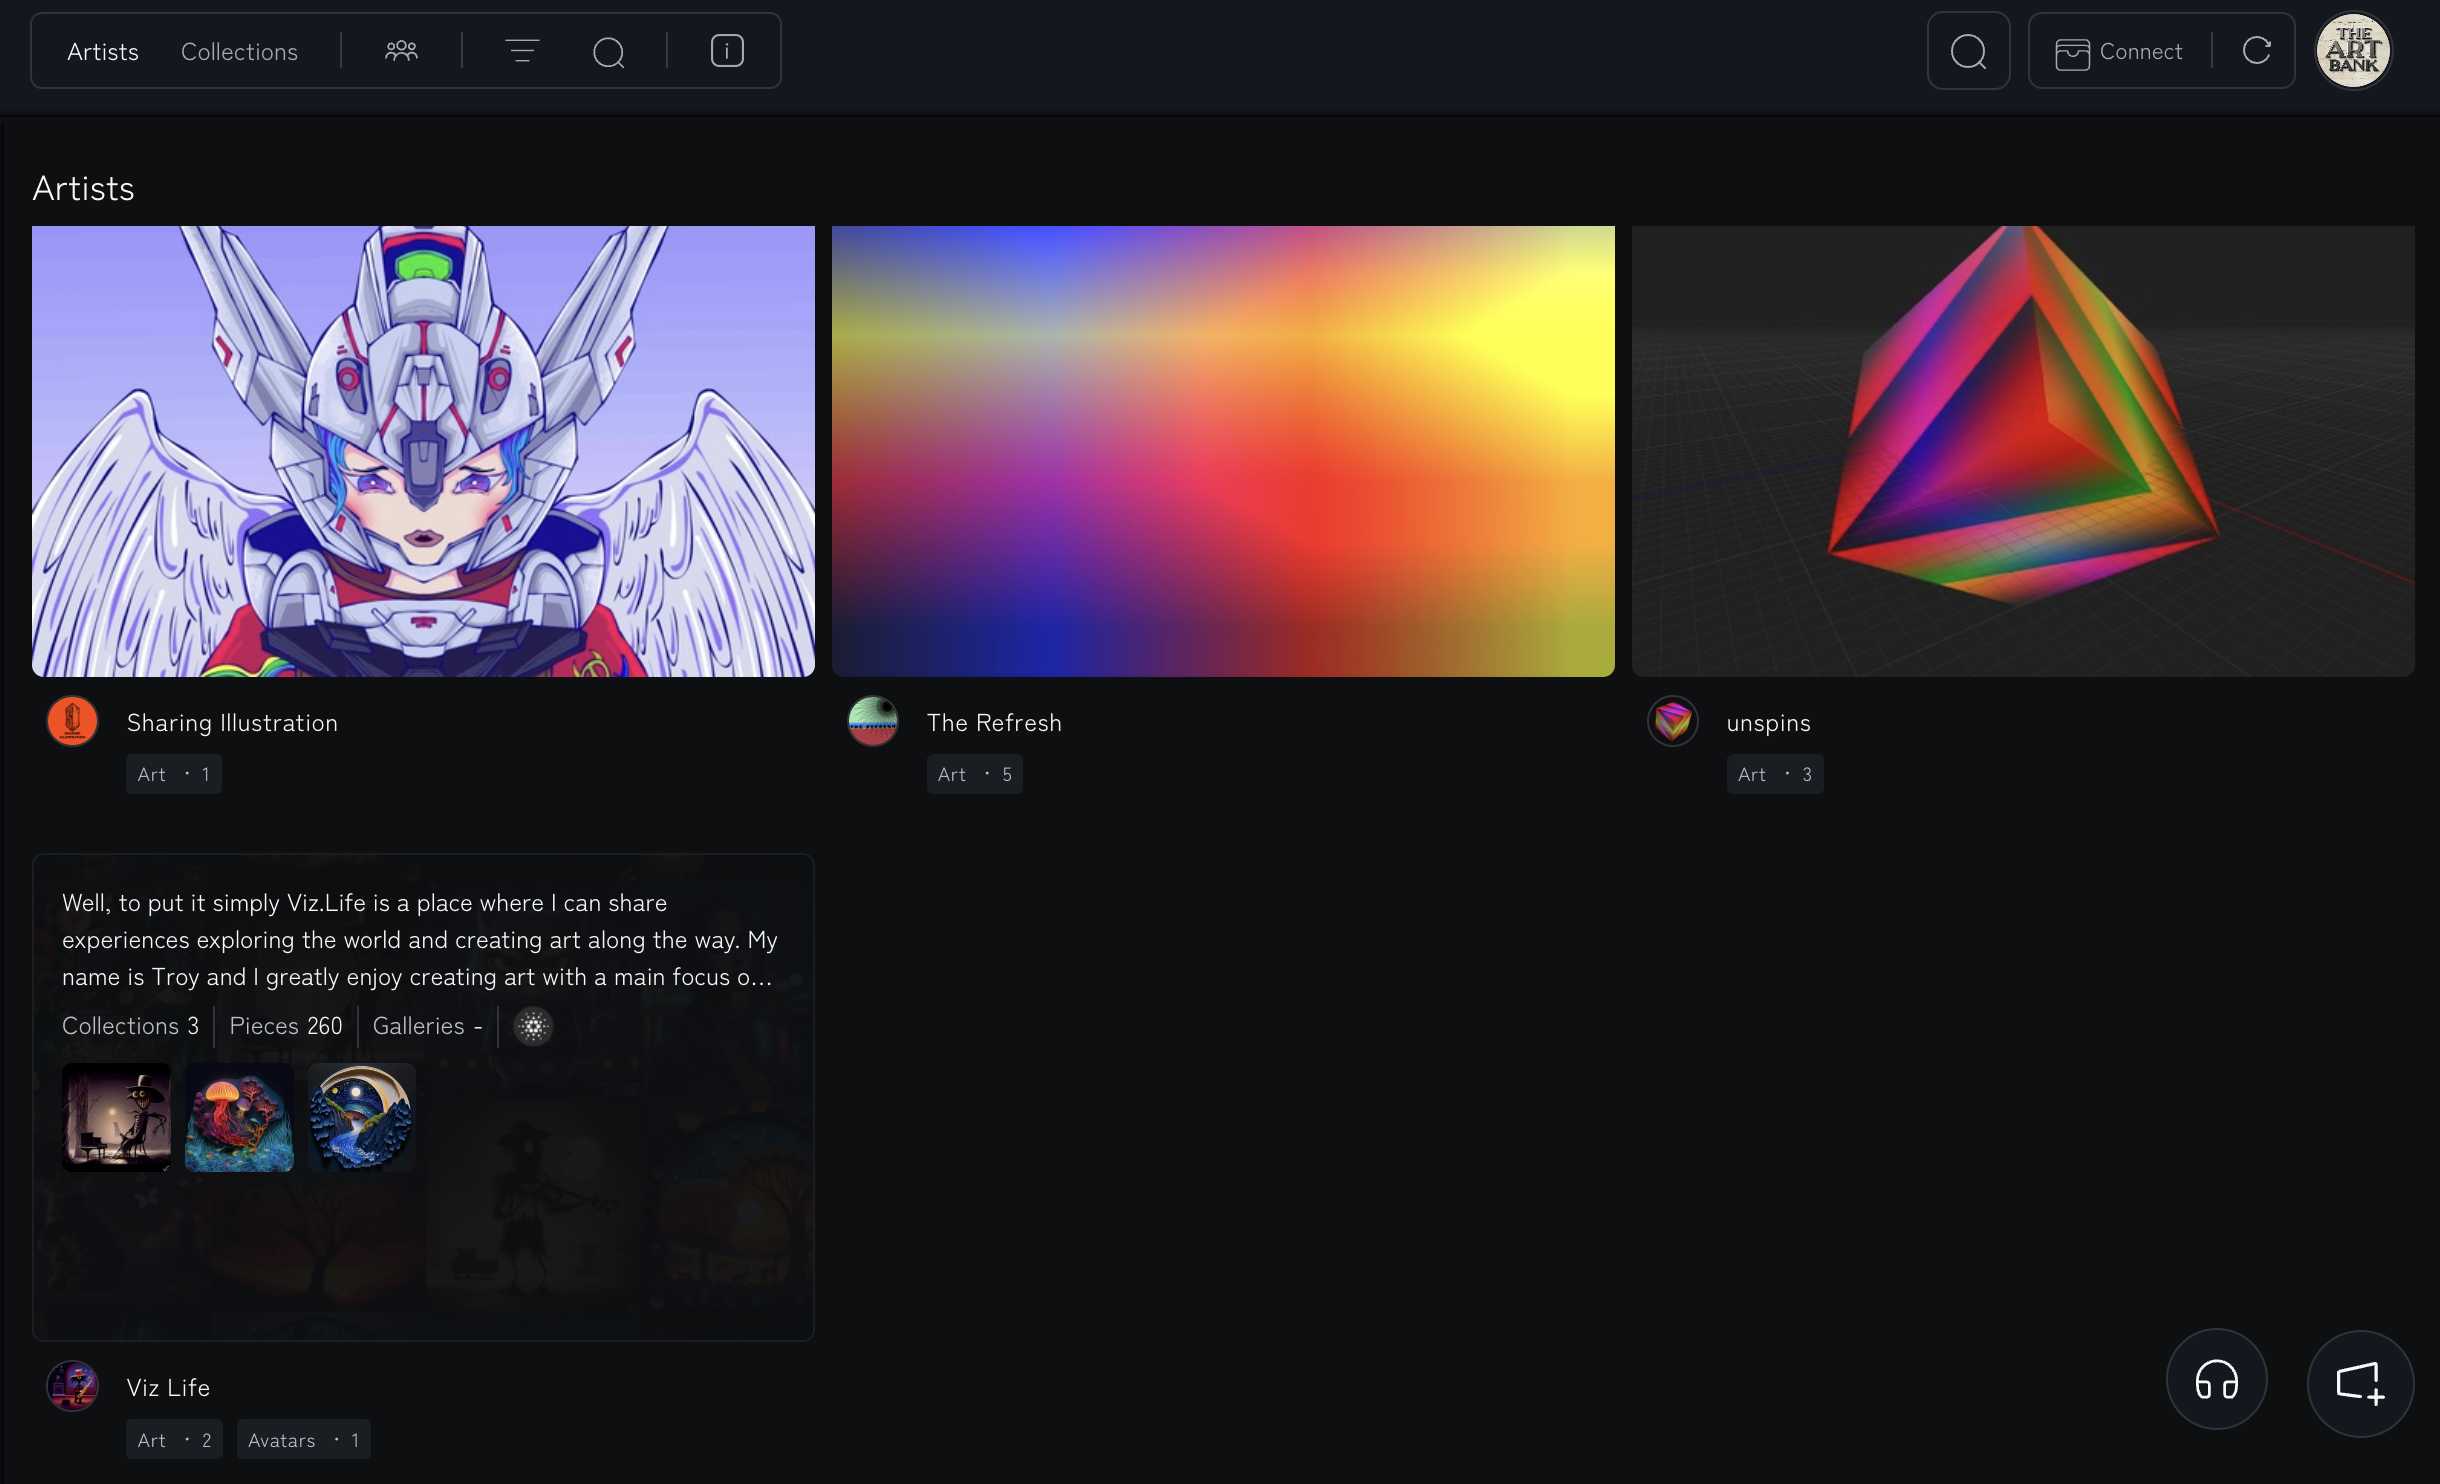 Artists Collections Connect
THE
ART
BANK
Artists
Sharing Illustration
Art · 1
The Refresh
Art · 5
unspins
Art · 3
Well, to put it simply Viz.Life is a place where I can share
experiences exploring the world and creating art along the way. My
name is Troy and I greatly enjoy creating art with a main focus o...
Collections 3 Pieces 260 Galleries -
Viz Life
Art · 2 Avatars · 1